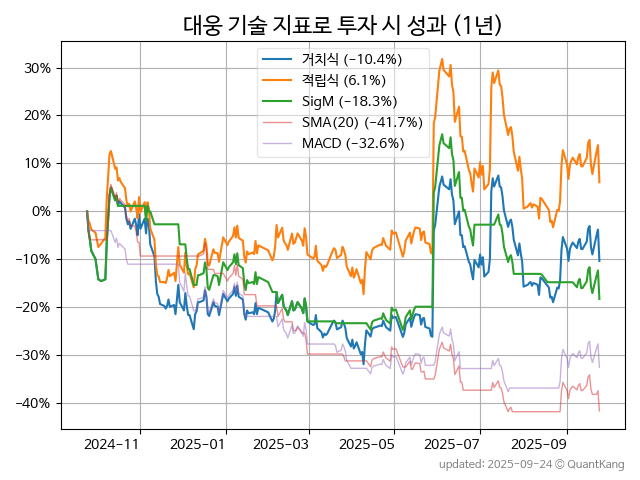 대웅 기술 지표로 투자 시 성과 (1년)
거치식 (−10.4%)
적립식 (6.1%)
SigM (−18.3%)
SMA(20) (−41.7%)
MACD (−32.6%)
30%
20%
10%
0%
−10%
−20%
−30%
−40%
2024-11
2025-01
2025-03
2025-05
2025-07
2025-09
updated: 2025-09-24 © QuantKang